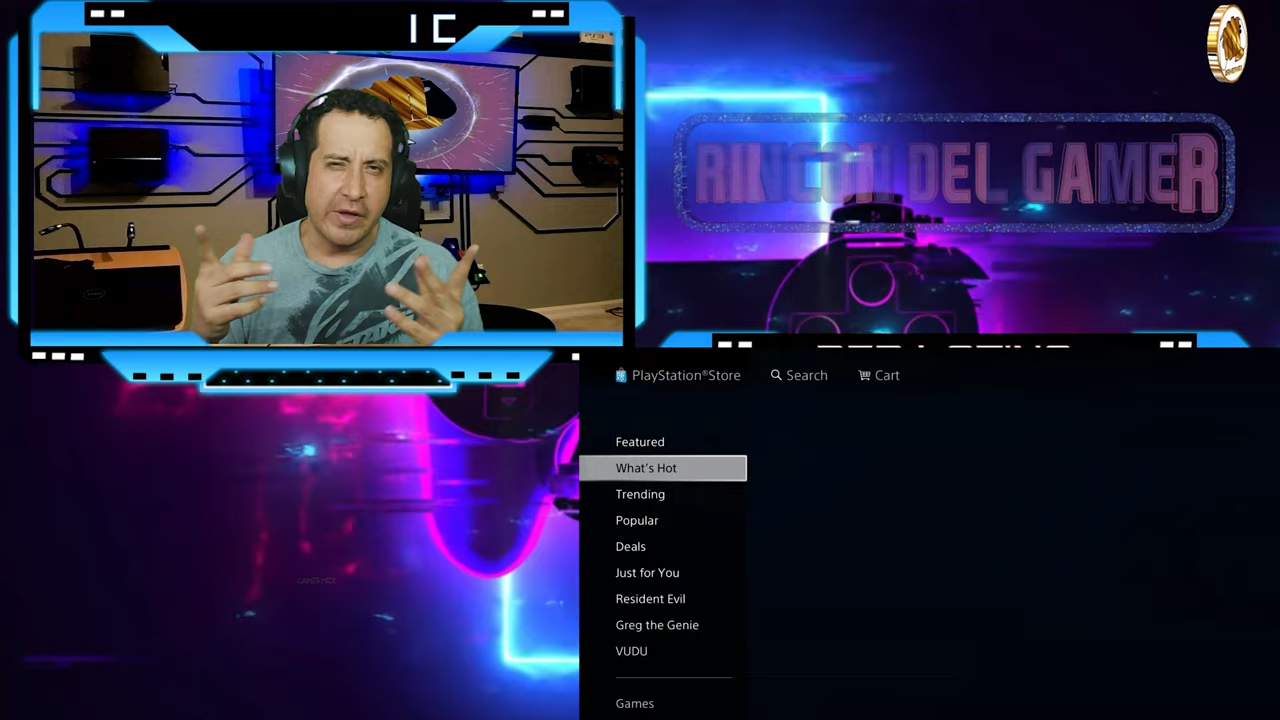 RINCON DEL GAMER
PlayStation®Store
Search
Cart
Featured
What's Hot
Trending
Popular
Deals
Just for You
Resident Evil
Greg the Genie
VUDU
Games
GAMERMEX